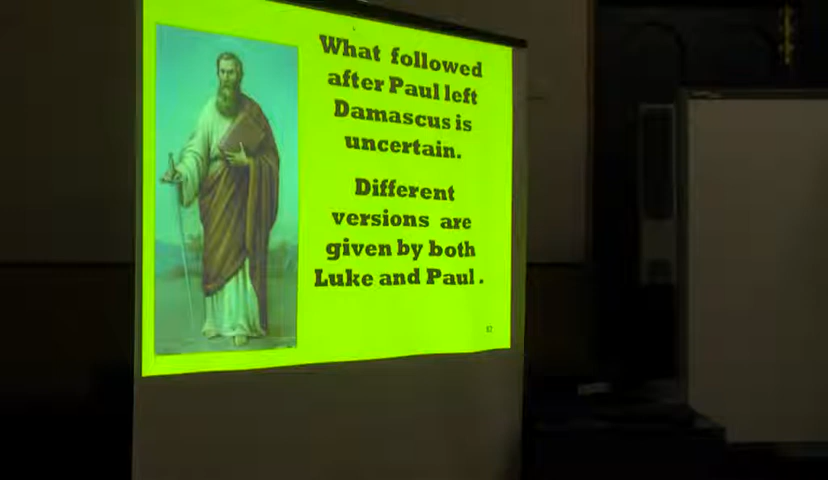 What followed
after Paul left
Damascus is
uncertain.
Different
versions are
given by both
Luke and Paul.